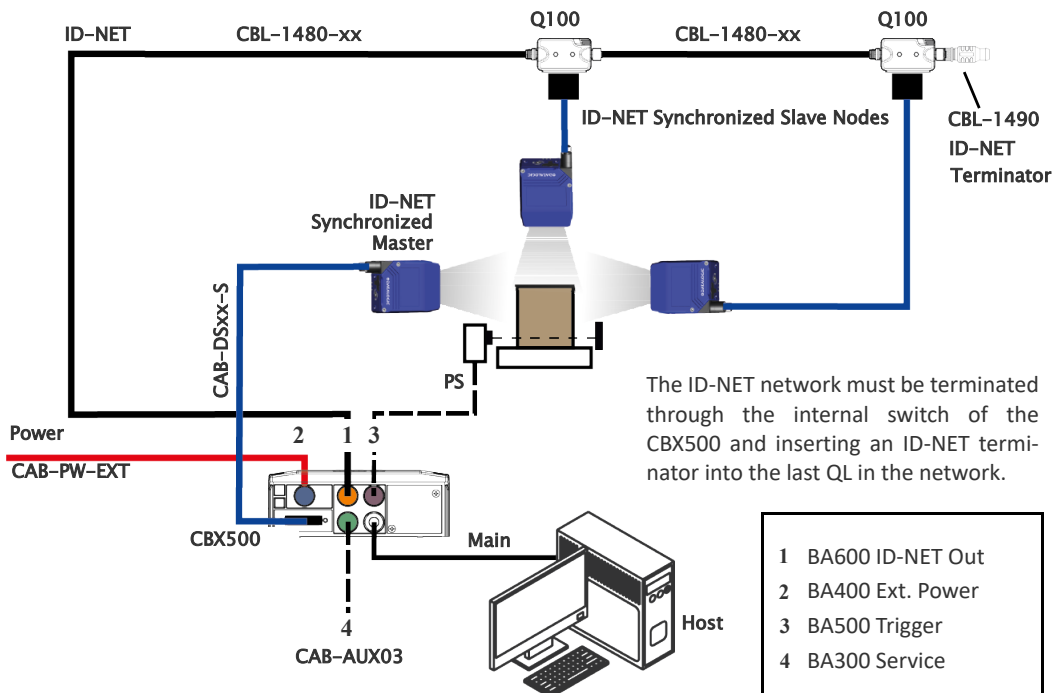 Q100
Q100
ID-NET
CBL-1480-xx
CBL-1480-xx
ID-NET Synchronized Slave Nodes
CBL-1490
ID-NET
Terminator
ID-NET
Synchronized
Master
CAB-DSxx-S
PS
The ID-NET network must be terminated
through the internal switch of the
CBX500 and inserting an ID-NET termi-
nator into the last QL in the network.
Power
2
1
3
CAB-PW-EXT
CBX500
Main
Host
4
CAB-AUX03
1 BA600 ID-NET Out
2 BA400 Ext. Power
3 BA500 Trigger
4 BA300 Service